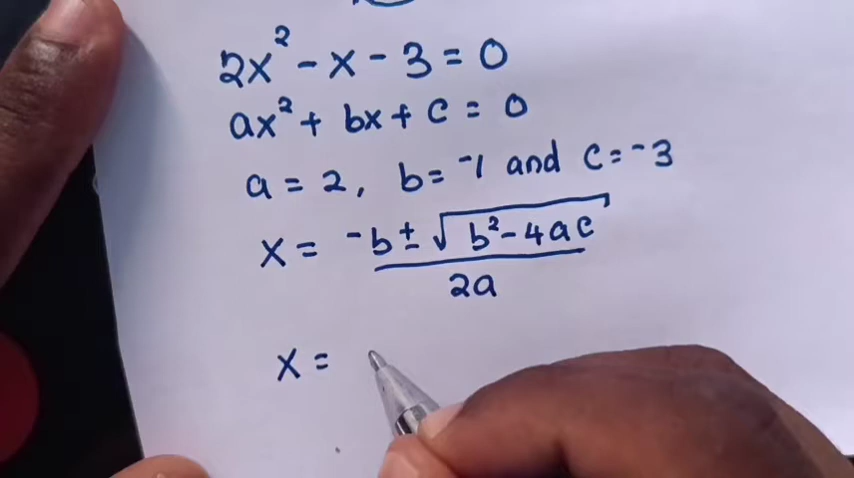 2x² - x - 3 = 0
ax² + bx + c = 0
a = 2, b = -1 and c = -3
x = -b ± √(b² - 4ac) / 2a
x =